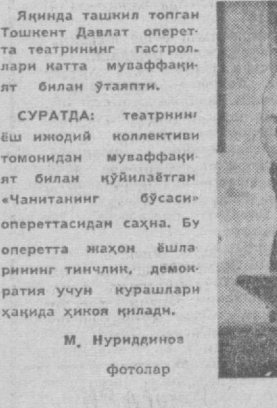 Яқинда ташкил топган
Тошкент Давлат оперет-
та театрининг гастрол-
лари катта муваффақи-
ят билан ўтаяпти.
СУРАТДА: театрнинг
ёш ижодий коллективи
томонидан муваффақи-
ят билан қўйилаётган
«Чанитанинг бўсаси»
опереттасидан саҳна. Бу
оперетта жаҳон ёшла-
рининг тинчлик, демок-
ратия учун курашлари
ҳақида ҳикоя қилади.
М. Нуриддинов
фотолар